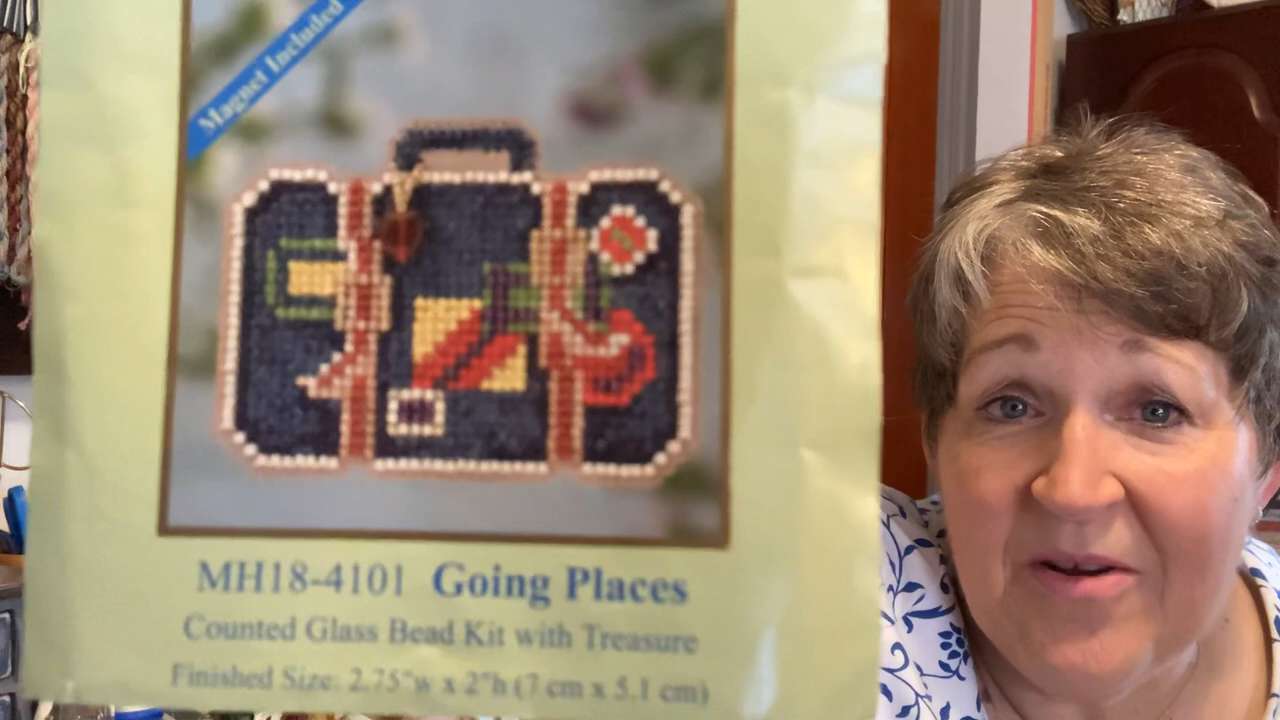 Magnet Included
MH18-4101 Going Places
Counted Glass Bead Kit with Treasure
Finished Size: 2.75"w x 2"h (7 cm x 5.1 cm)